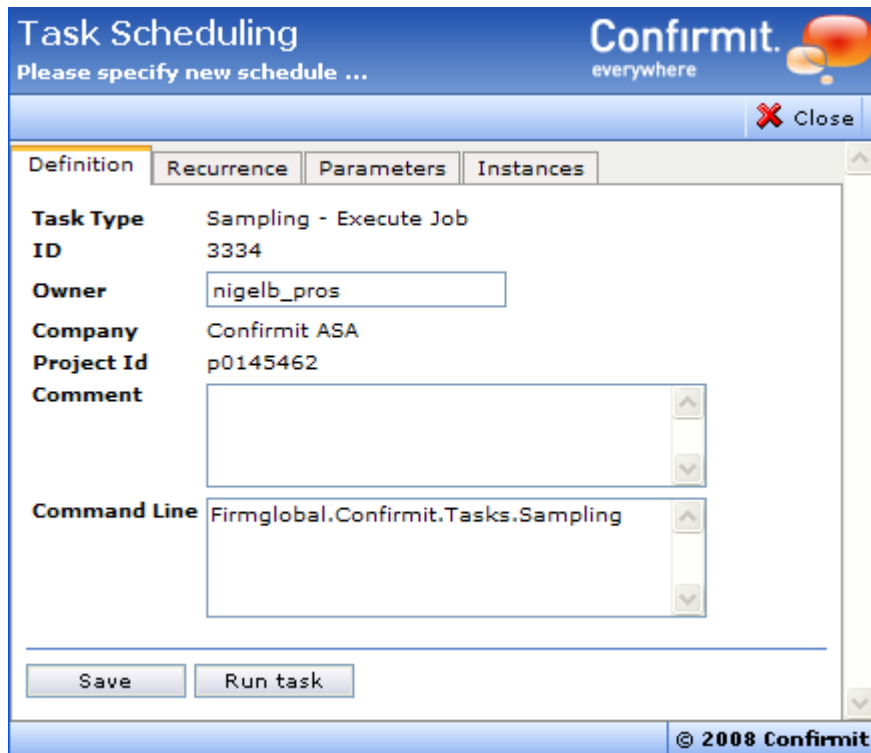 Task Scheduling
Please specify new schedule ...
Confirmit.
everywhere
Close
Definition Recurrence Parameters Instances
Task Type Sampling - Execute Job
ID 3334
Owner nigelb_pros
Company Confirmit ASA
Project Id p0145462
Comment
Command Line Firmglobal.Confirmit.Tasks.Sampling
Save Run task
© 2008 Confirmit